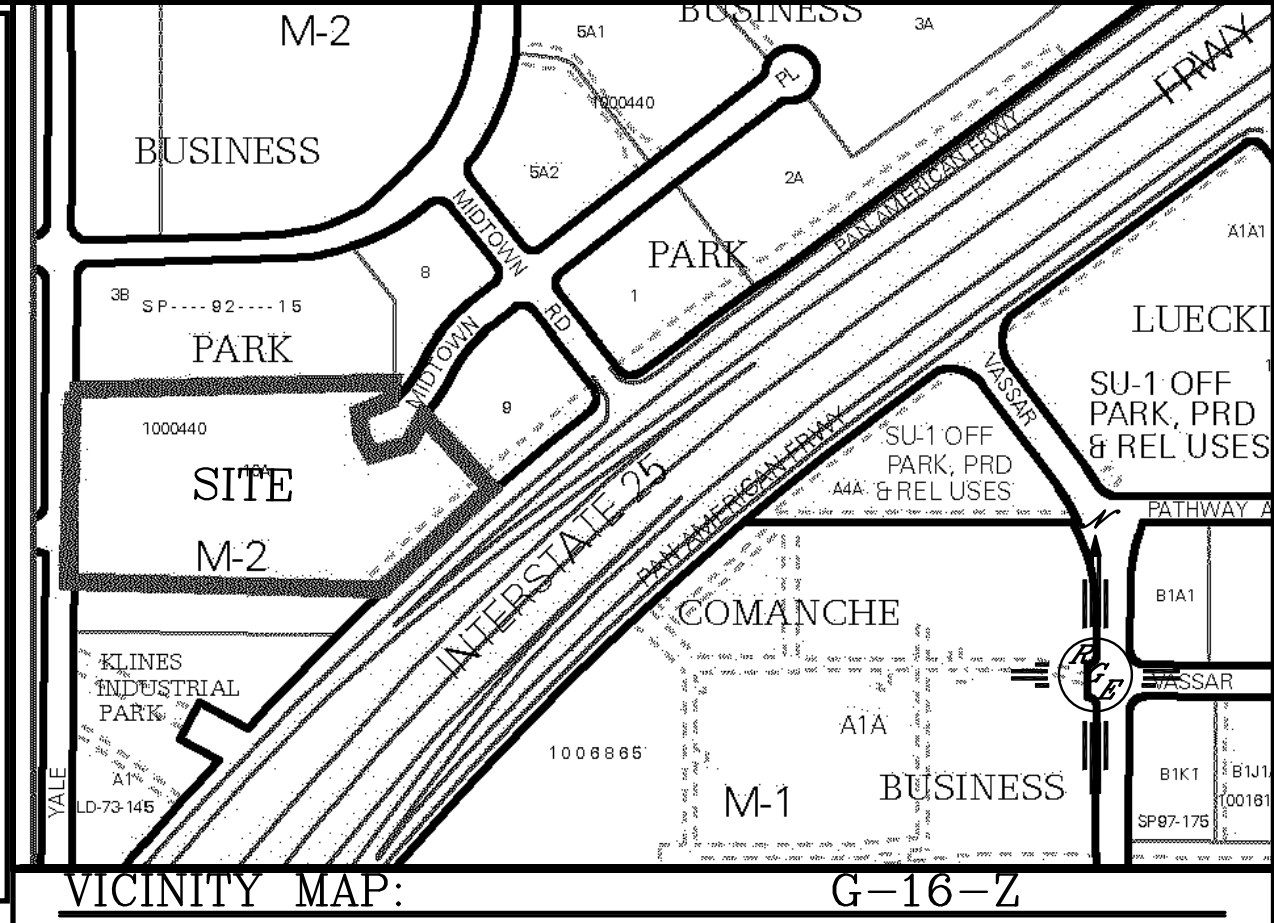 BUSINESS
M-2
5A1
3A
FRWY
PL
1000440
BUSINESS
5A2
2A
PAN AMERICAN FRWY
MIDTOWN
A1A1
PARK
8
3B
SP----92----15
1
RD
LUECKI
PARK
MIDTOWN
VASSAR
SU-1 OFF
PARK, PRD
& REL USES
9
1000440
SU-1 OFF
PARK, PRD
A4A & REL USES
SITE
INTERSTATE 25
PAN AMERICAN FRWY
N
PATHWAY A
M-2
B1A1
COMANCHE
KLINES
INDUSTRIAL
PARK
RGE
VASSAR
A1A
1006865
YALE
A1
LD-73-145
M-1
BUSINESS
B1K1
B1J1
100161
SP97-175
VICINITY MAP:
G-16-Z